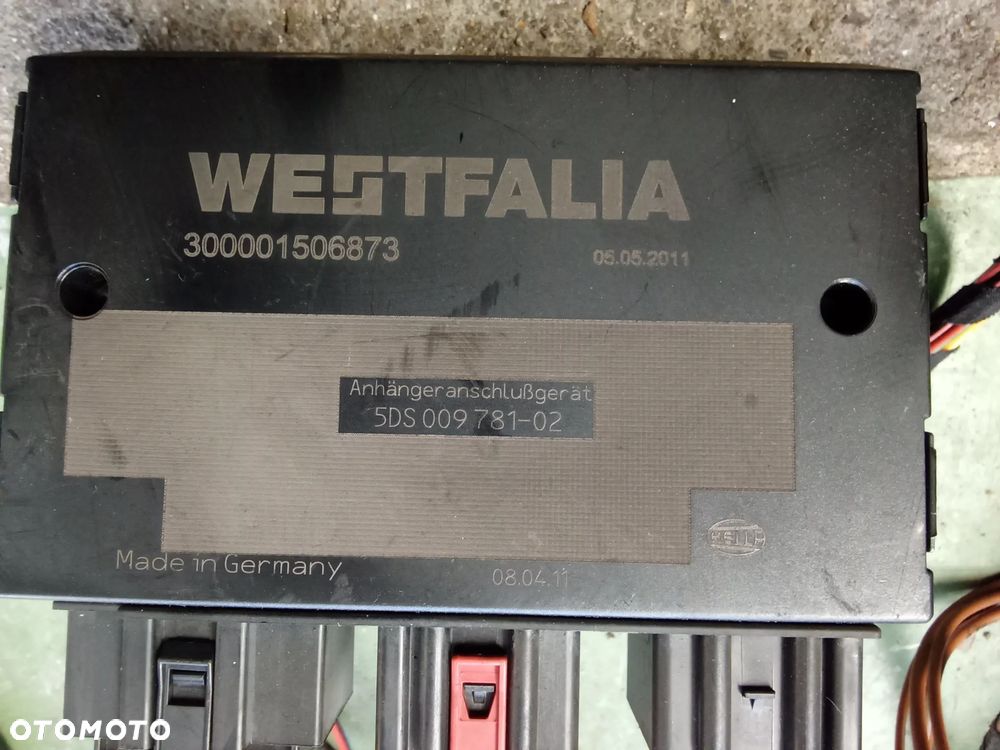 WESTFALIA
300001506873 05.05.2011
Anhängeranschlußgerät
5DS 009 781-02
HELLA
Made in Germany 08.04.11
OTOMOTO